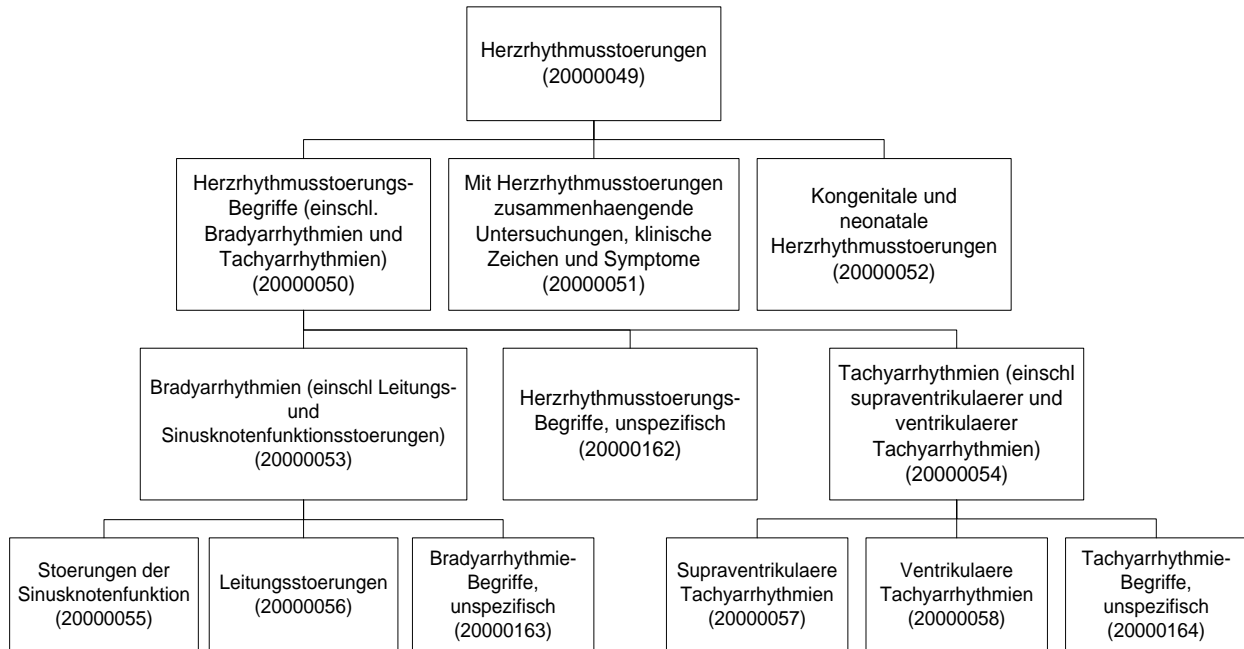 Herzrhythmusstoerungen
(20000049)
Herzrhythmusstoerungs-
Begriffe (einschl.
Bradyarrhythmien und
Tachyarrhythmien)
(20000050)
Mit Herzrhythmusstoerungen
zusammenhaengende
Untersuchungen, klinische
Zeichen und Symptome
(20000051)
Kongenitale und
neonatale
Herzrhythmusstoerungen
(20000052)
Bradyarrhythmien (einschl Leitungs-
und
Sinusknotenfunktionsstoerungen)
(20000053)
Herzrhythmusstoerungs-
Begriffe, unspezifisch
(20000162)
Tachyarrhythmien (einschl
supraventrikulaerer und
ventrikulaerer
Tachyarrhythmien)
(20000054)
Stoerungen der
Sinusknotenfunktion
(20000055)
Leitungsstoerungen
(20000056)
Bradyarrhythmie-
Begriffe,
unspezifisch
(20000163)
Supraventrikulaere
Tachyarrhythmien
(20000057)
Ventrikulaere
Tachyarrhythmien
(20000058)
Tachyarrhythmie-
Begriffe,
unspezifisch
(20000164)